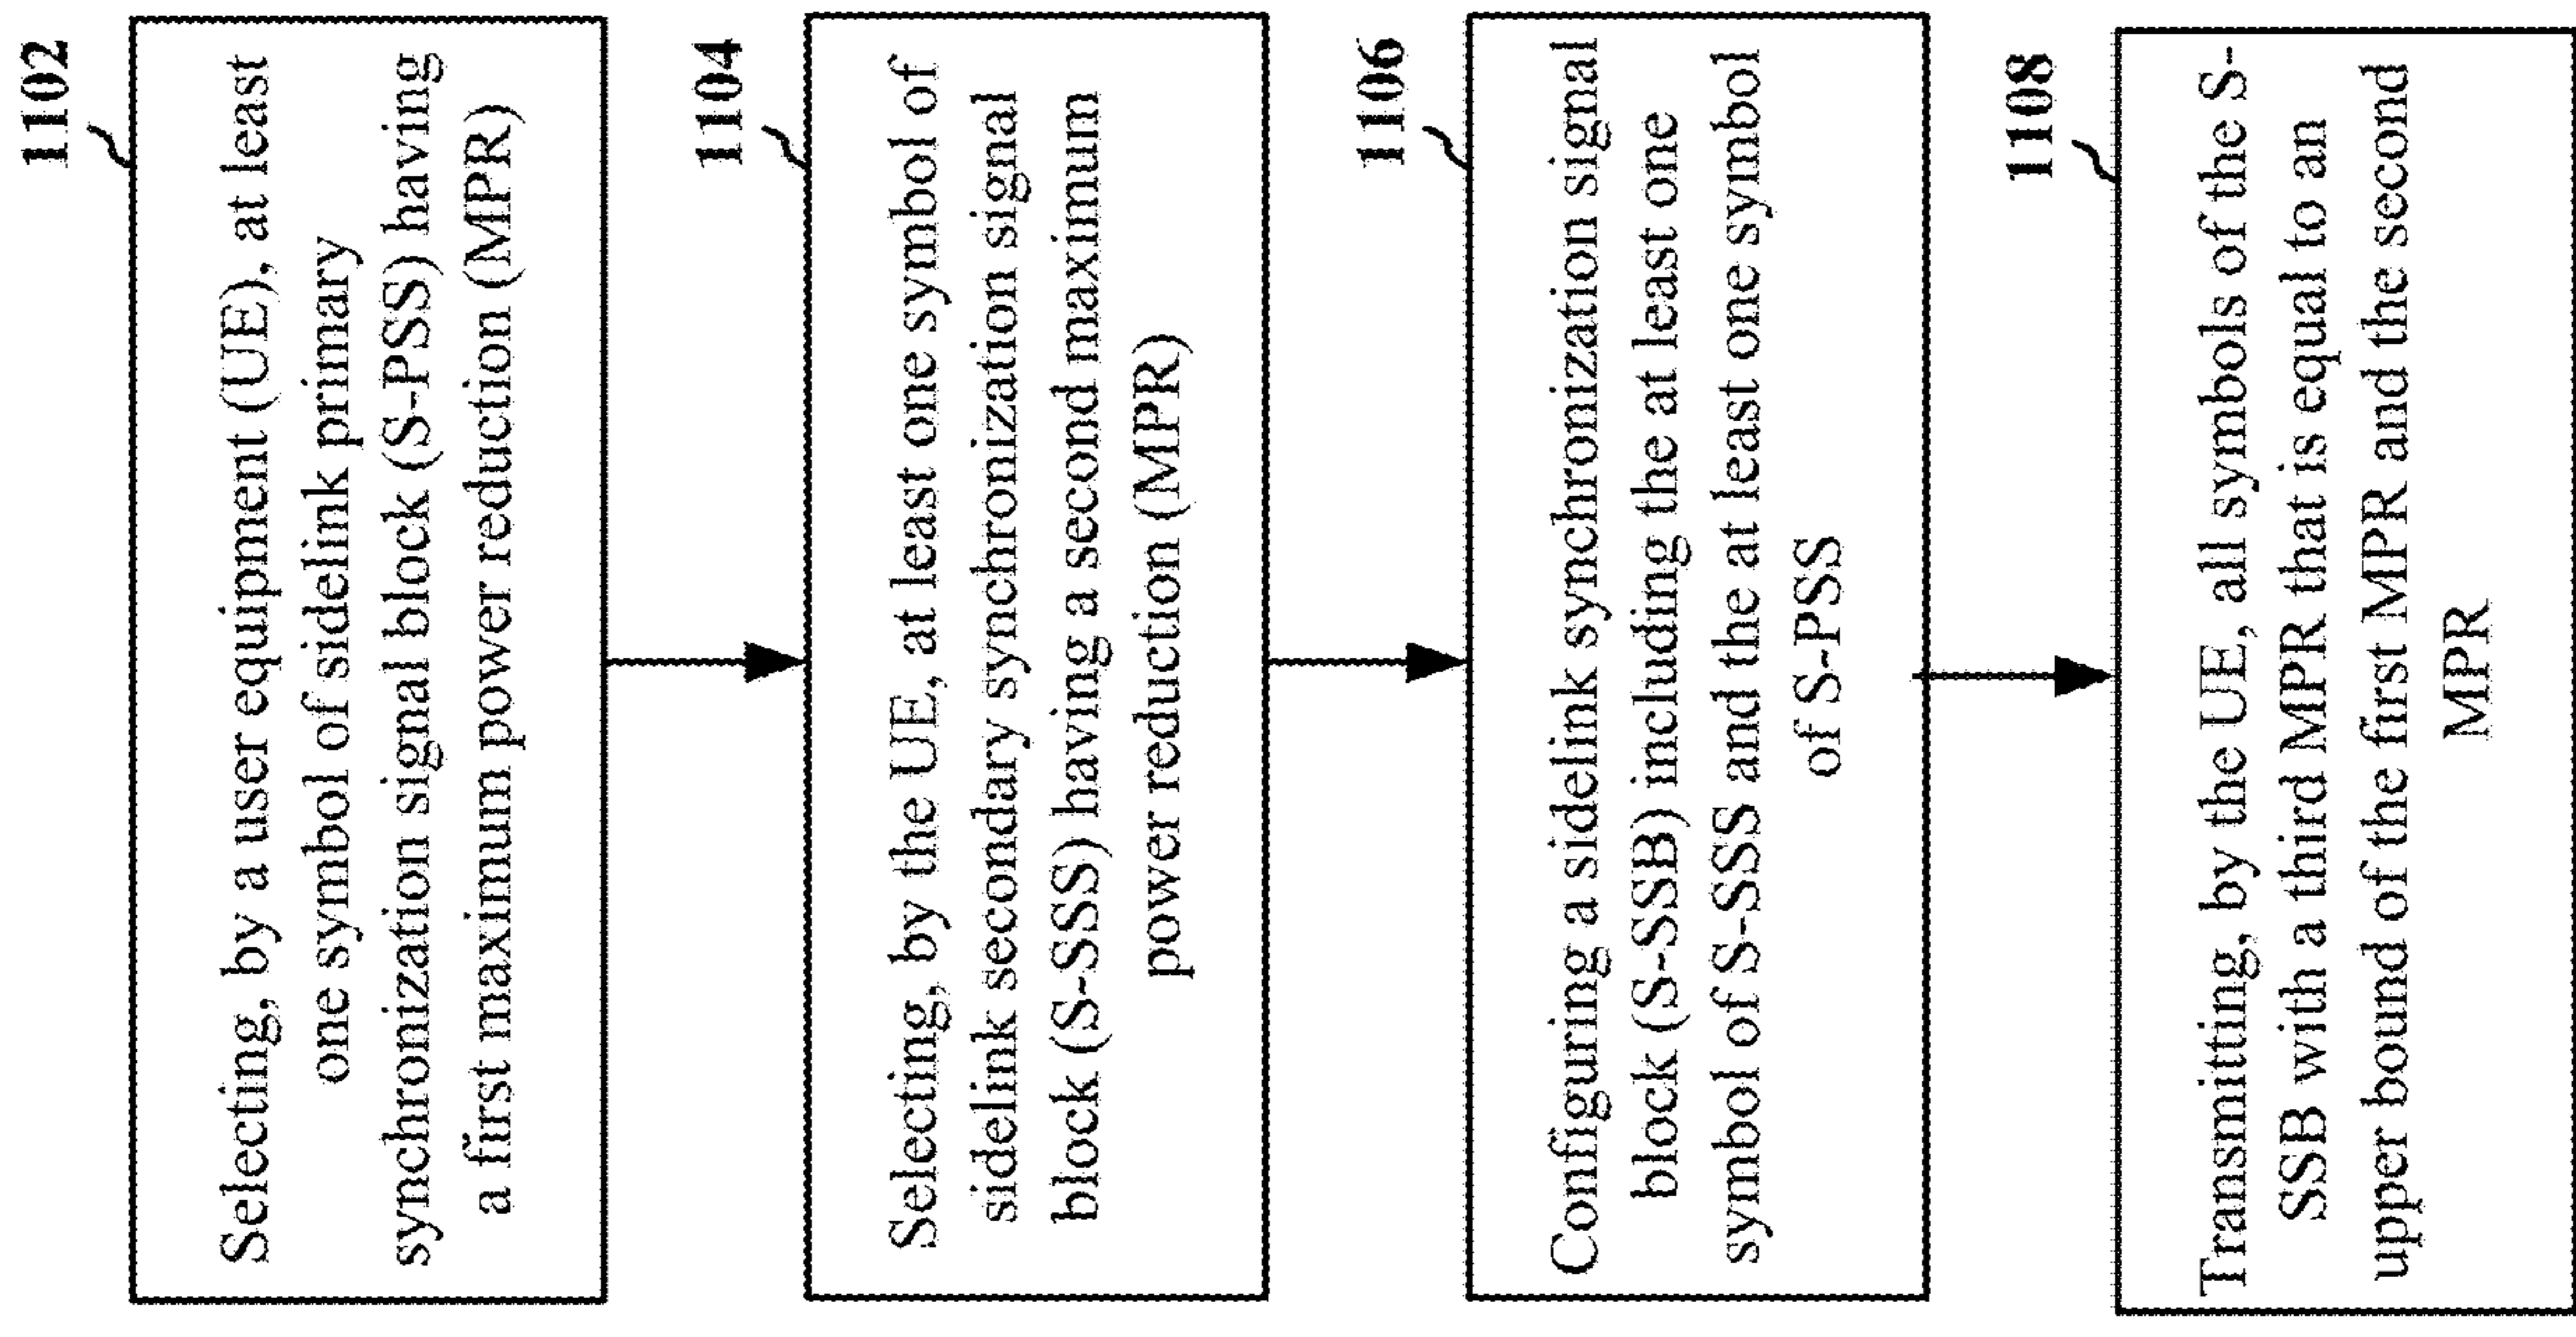 1102
Selecting, by a user equipment (UE), at least
one symbol of sidelink primary
synchronization signal block (S-PSS) having
a first maximum power reduction (MPR)
1104
Selecting, by the UE, at least one symbol of
sidelink secondary synchronization signal
block (S-SSS) having a second maximum
power reduction (MPR)
1106
Configuring a sidelink synchronization signal
block (S-SSB) including the at least one
symbol of S-SSS and the at least one symbol
of S-PSS
1108
Transmitting, by the UE, all symbols of the S-
SSB with a third MPR that is equal to an
upper bound of the first MPR and the second
MPR